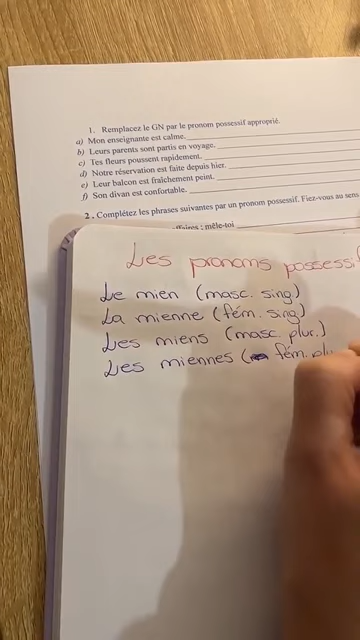 1. Remplacez le GN par le pronom possessif approprié.
a) Mon enseignante est calme.
b) Leurs parents sont partis en voyage.
c) Tes fleurs poussent rapidement.
d) Notre réservation est faite depuis hier.
e) Leur balcon est fraîchement peint.
f) Son divan est confortable.
2. Complétez les phrases suivantes par un pronom possessif. Fiez-vous au sens
: mêle-toi
Les pronoms possessi
Le mien (masc. sing.)
La mienne (fém. sing)
Les miens (masc. plur.)
Les miennes (fém. plu